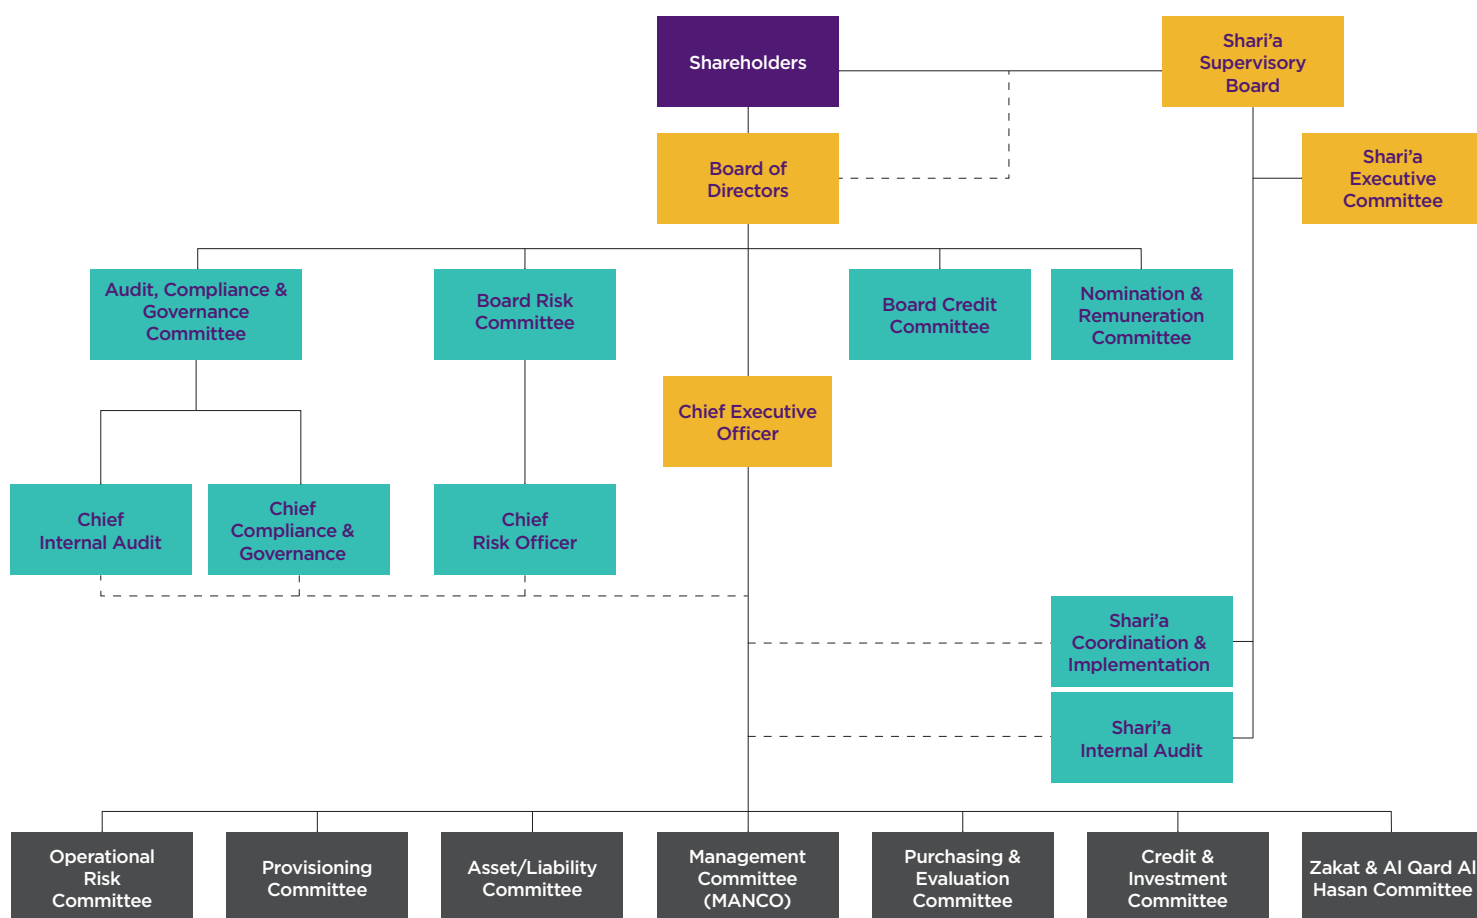 Shareholders
Shari’a
Supervisory
Board
Board of
Directors
Shari’a
Executive
Committee
Audit, Compliance &
Governance
Committee
Board Risk
Committee
Board Credit
Committee
Nomination &
Remuneration
Committee
Chief Executive
Officer
Chief
Internal Audit
Chief
Compliance &
Governance
Chief
Risk Officer
Shari’a
Coordination &
Implementation
Shari’a
Internal Audit
Operational
Risk
Committee
Provisioning
Committee
Asset/Liability
Committee
Management
Committee
(MANCO)
Purchasing &
Evaluation
Committee
Credit &
Investment
Committee
Zakat & Al Qard Al
Hasan Committee